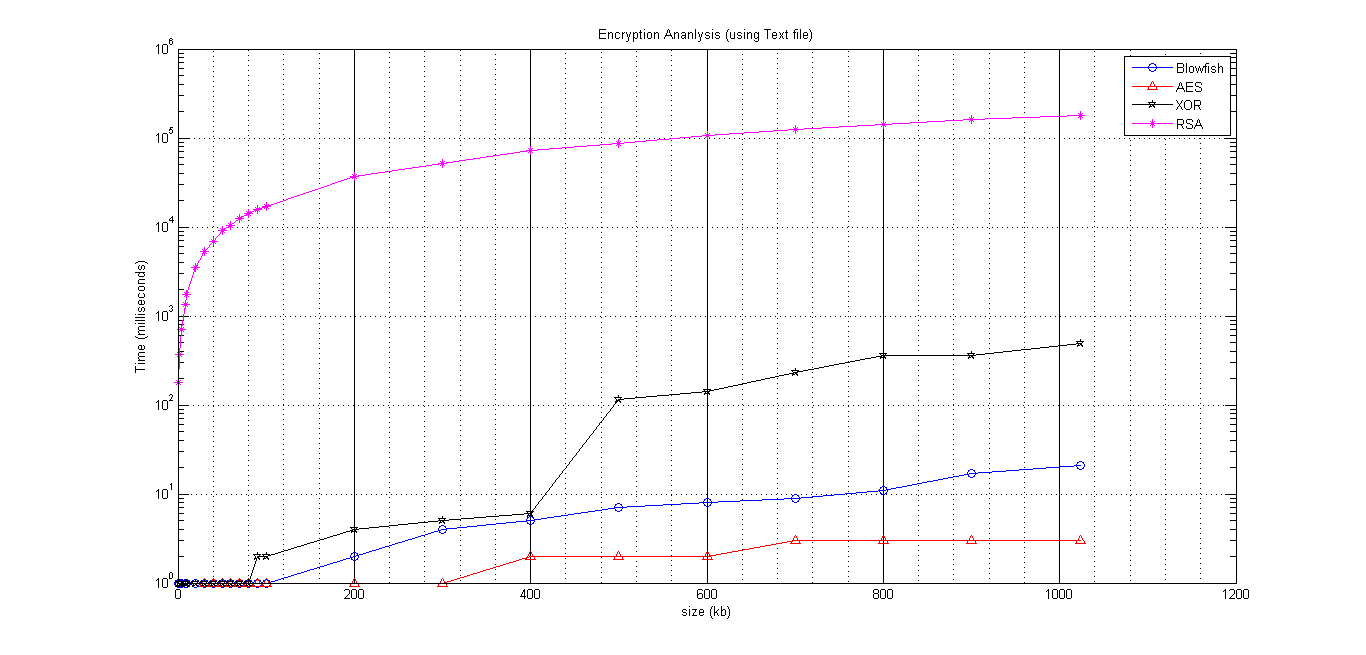 Encryption Ananlysis (using Text file)
10^6
10^5
10^4
10^3
10^2
10^1
10^0
Time (milliseconds)
0 200 400 600 800 1000 1200
size (kb)
Blowfish
AES
XOR
RSA